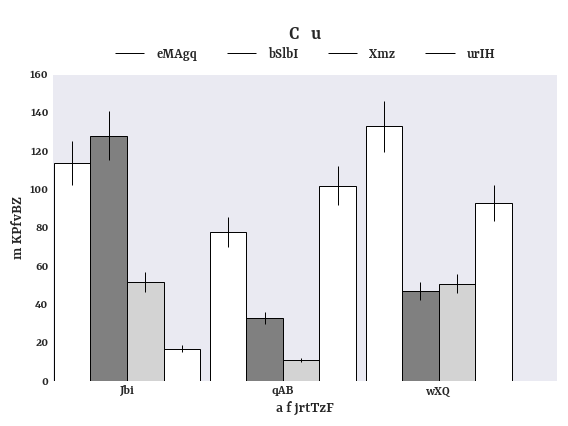 C u
eMAgq bSlbI Xmz urIH
160
140
120
100
80
60
40
20
0
m KPfvBZ
Jbi qAB wXQ
a f jrtTzF